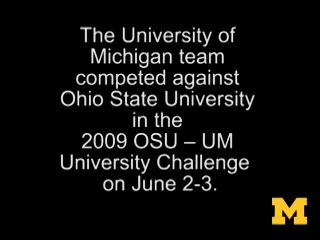 The University of
Michigan team
competed against
Ohio State University
in the
2009 OSU – UM
University Challenge
on June 2-3.
M